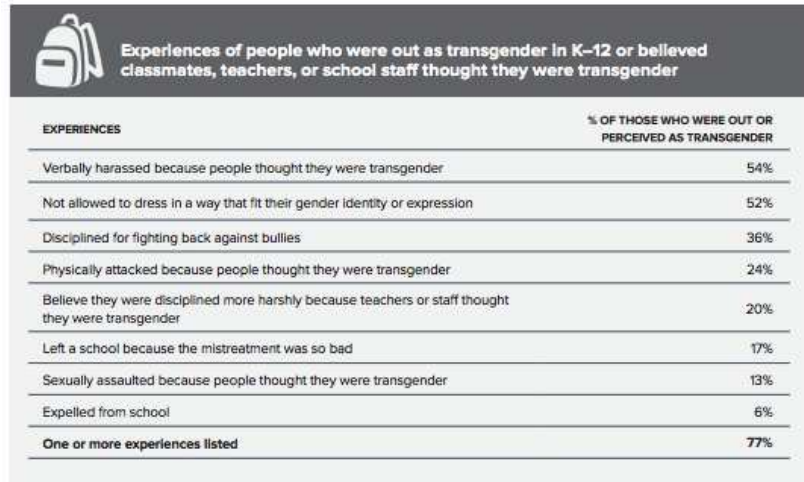 Experiences of people who were out as transgender in K–12 or believed
classmates, teachers, or school staff thought they were transgender
EXPERIENCES
% OF THOSE WHO WERE OUT OR
PERCEIVED AS TRANSGENDER
Verbally harassed because people thought they were transgender 54%
Not allowed to dress in a way that fit their gender identity or expression 52%
Disciplined for fighting back against bullies 36%
Physically attacked because people thought they were transgender 24%
Believe they were disciplined more harshly because teachers or staff thought
they were transgender 20%
Left a school because the mistreatment was so bad 17%
Sexually assaulted because people thought they were transgender 13%
Expelled from school 6%
One or more experiences listed 77%